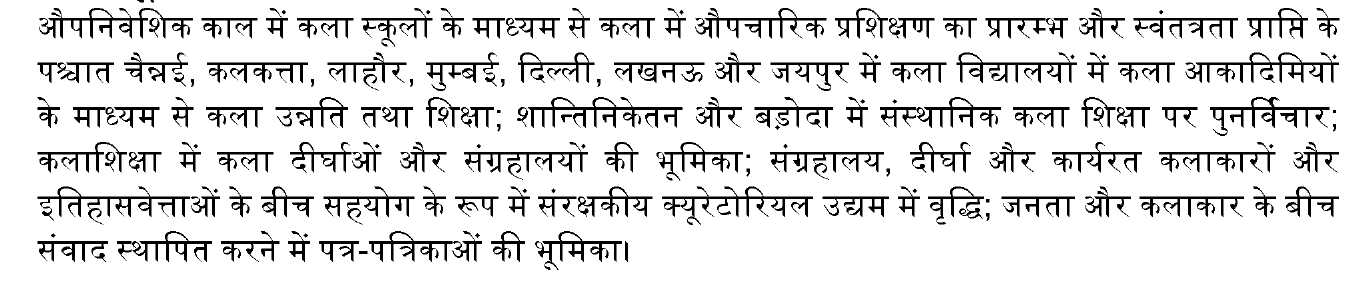 औपनिवेशिक काल में कला स्कूलों के माध्यम से कला में औपचारिक प्रशिक्षण का प्रारम्भ और स्वंतत्रता प्राप्ति के
पश्चात चैन्नई, कलकत्ता, लाहौर, मुम्बई, दिल्ली, लखनऊ और जयपुर में कला विद्यालयों में कला आकादिमियों
के माध्यम से कला उन्नति तथा शिक्षा; शान्तिनिकेतन और बड़ोदा में संस्थानिक कला शिक्षा पर पुनर्विचार;
कलाशिक्षा में कला दीर्घाओं और संग्रहालयों की भूमिका; संग्रहालय, दीर्घा और कार्यरत कलाकारों और
इतिहासवेत्ताओं के बीच सहयोग के रूप में संरक्षकीय क्यूरेटोरियल उद्यम में वृद्धि; जनता और कलाकार के बीच
संवाद स्थापित करने में पत्र-पत्रिकाओं की भूमिका।